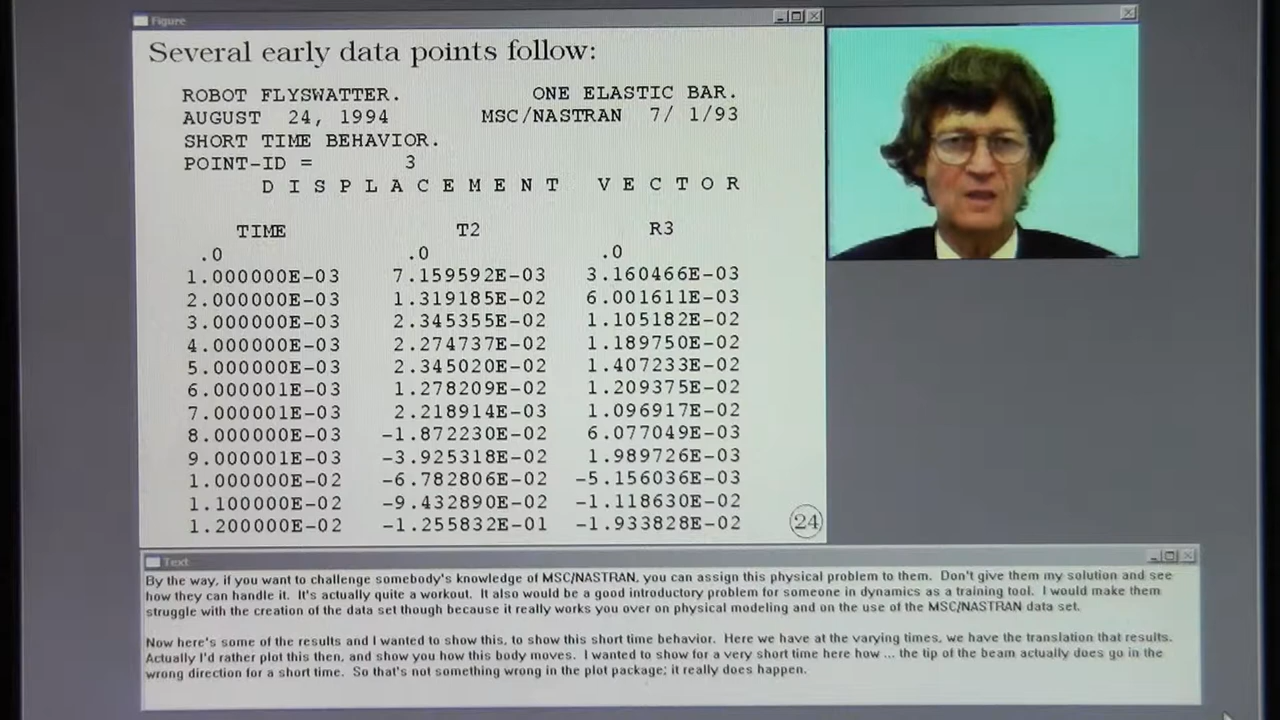 Figure
Several early data points follow:
ROBOT FLYSWATTER. ONE ELASTIC BAR.
AUGUST 24, 1994 MSC/NASTRAN 7/ 1/93
SHORT TIME BEHAVIOR.
POINT-ID = 3
D I S P L A C E M E N T V E C T O R
TIME T2 R3
.0 .0 .0
1.000000E-03 7.159592E-03 3.160466E-03
2.000000E-03 1.319185E-02 6.001611E-03
3.000000E-03 2.345355E-02 1.105182E-02
4.000000E-03 2.274737E-02 1.189750E-02
5.000000E-03 2.345020E-02 1.407233E-02
6.000001E-03 1.278209E-02 1.209375E-02
7.000001E-03 2.218914E-03 1.096917E-02
8.000000E-03 -1.872230E-02 6.077049E-03
9.000001E-03 -3.925318E-02 1.989726E-03
1.000000E-02 -6.782806E-02 -5.156036E-03
1.100000E-02 -9.432890E-02 -1.118630E-02
1.200000E-02 -1.255832E-01 -1.933828E-02
24
Text
By the way, if you want to challenge somebody's knowledge of MSC/NASTRAN, you can assign this physical problem to them. Don't give them my solution and see
how they can handle it. It's actually quite a workout. It also would be a good introductory problem for someone in dynamics as a training tool. I would make them
struggle with the creation of the data set though because it really works you over on physical modeling and on the use of the MSC/NASTRAN data set.
Now here's some of the results and I wanted to show this, to show this short time behavior. Here we have at the varying times, we have the translation that results.
Actually I'd rather plot this then, and show you how this body moves. I wanted to show for a very short time here how ... the tip of the beam actually does go in the
wrong direction for a short time. So that's not something wrong in the plot package; it really does happen.